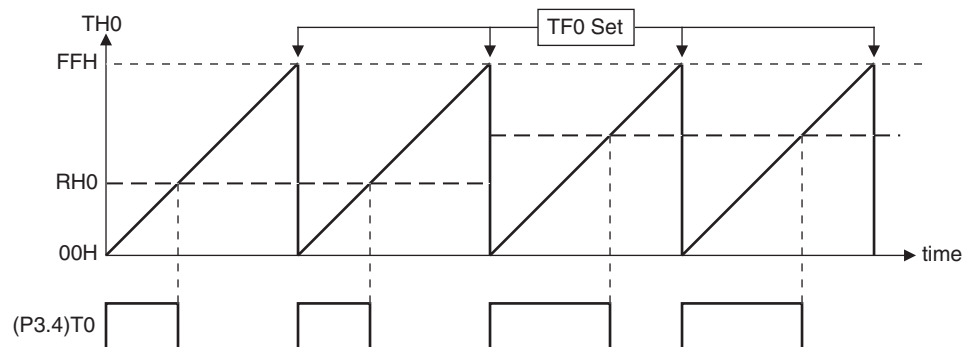 TH0
TF0 Set
FFH
RH0
00H
time
(P3.4)T0